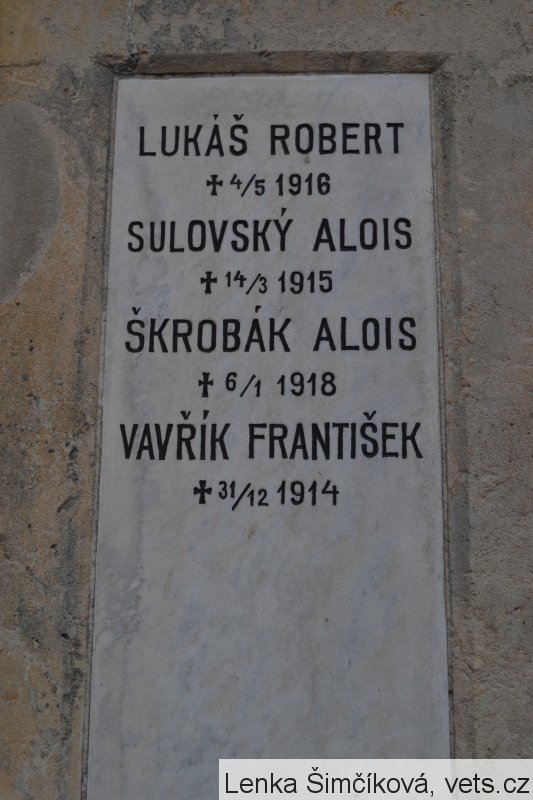 LUKÁŠ ROBERT
✝ 4/5 1916
SULOVSKÝ ALOIS
✝ 14/3 1915
ŠKROBÁK ALOIS
✝ 6/1 1918
VAVŘÍK FRANTIŠEK
✝ 31/12 1914
Lenka Šimčíková, vets.cz